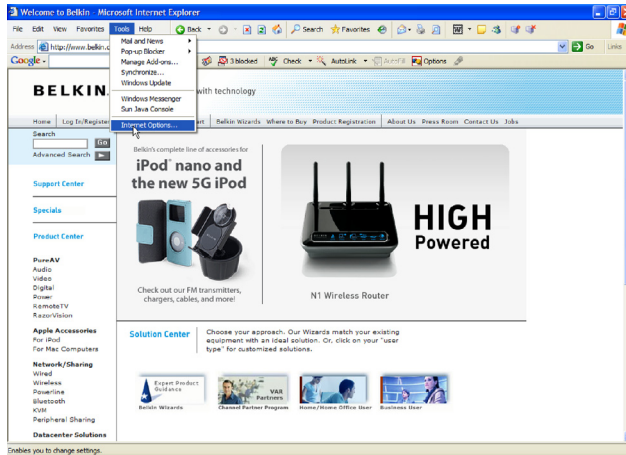 Welcome to Belkin - Microsoft Internet Explorer
File Edit View Favorites Tools Help
Back Search Favorites
Address http://www.belkin.c Go Links
Google 3 blocked Check AutoLink AutoFill Options
Mail and News
Pop-up Blocker
Manage Add-ons...
Synchronize...
Windows Update
Windows Messenger
Sun Java Console
Internet Options...
BELKIN. with technology
Home Log In/Register rt Belkin Wizards Where to Buy Product Registration About Us Press Room Contact Us Jobs
Search
Go
Advanced Search
Support Center
Specials
Product Center
PureAV
Audio
Video
Digital
Power
RemoteTV
RazorVision
Apple Accessories
For iPod
For Mac Computers
Network/Sharing
Wired
Wireless
Powerline
Bluetooth
KVM
Peripheral Sharing
Datacenter Solutions
Belkin's complete line of accessories for
iPod® nano and
the new 5G iPod
Check out our FM transmitters,
chargers, cables, and more!
HIGH
Powered
N1 Wireless Router
Solution Center
Choose your approach. Our Wizards match your existing
equipment with an ideal solution. Or, click on your "user
type" for customized solutions.
Expert Product
Guidance
VAR
Partners
Belkin Wizards Channel Partner Program Home/Home Office User Business User
Enables you to change settings.